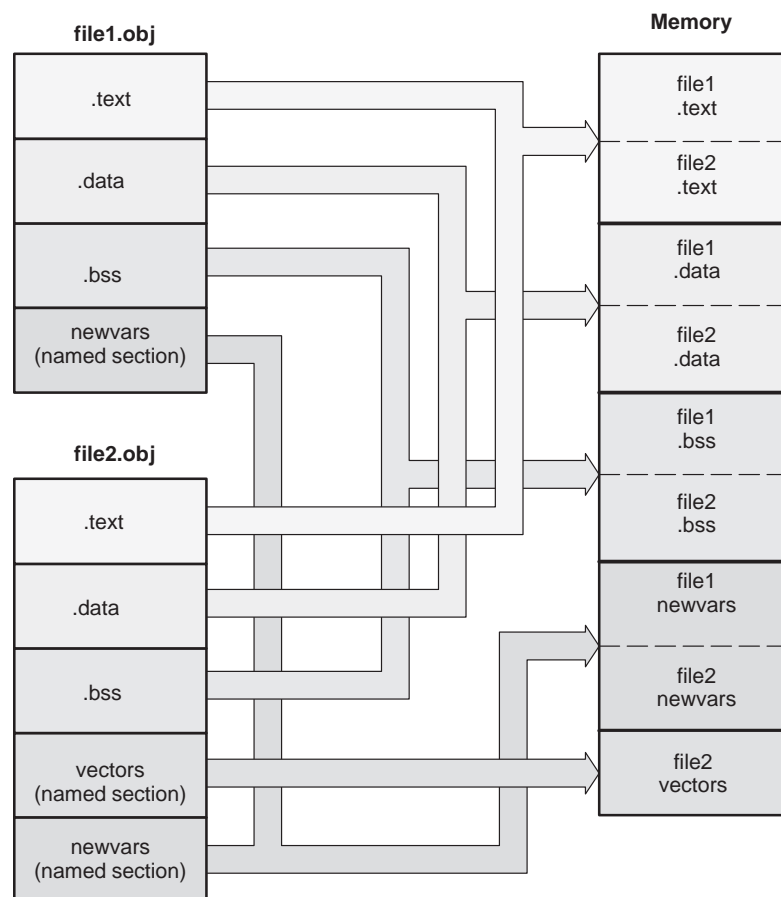 file1.obj
.text
.data
.bss
newvars
(named section)
file2.obj
.text
.data
.bss
vectors
(named section)
newvars
(named section)
Memory
file1
.text
file2
.text
file1
.data
file2
.data
file1
.bss
file2
.bss
file1
newvars
file2
newvars
file2
vectors